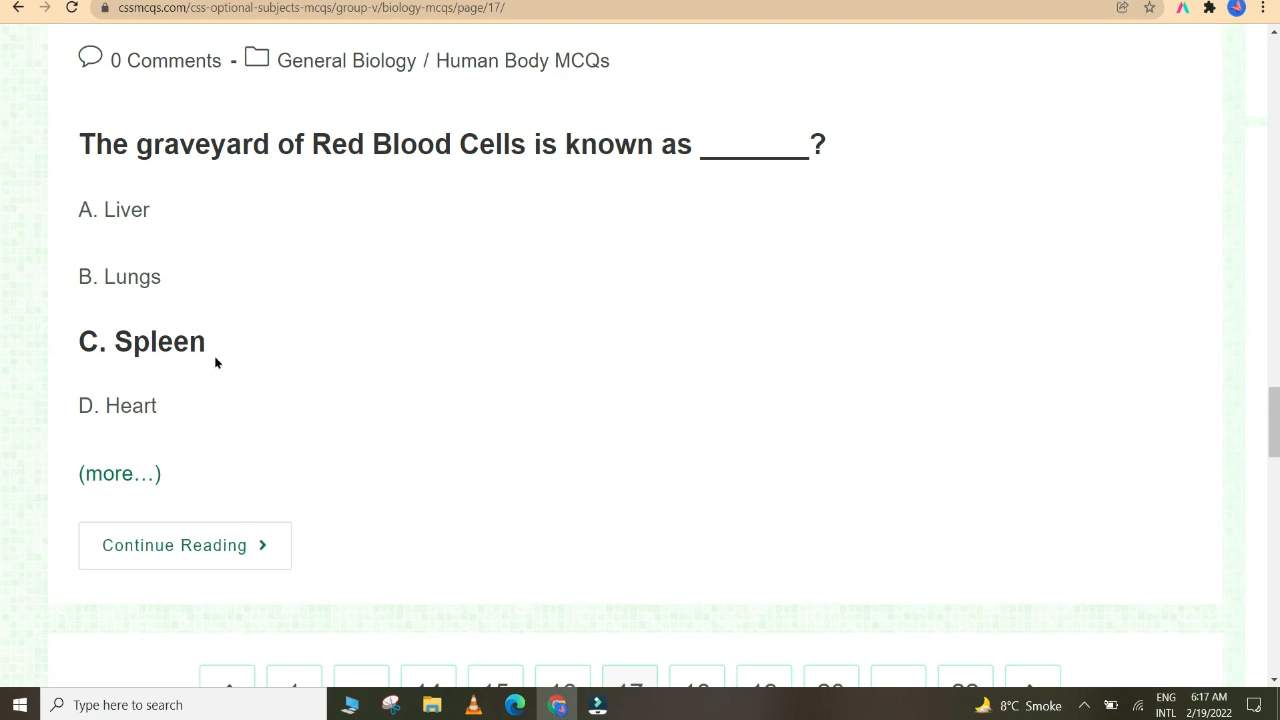 cssmcqs.com/css-optional-subjects-mcqs/group-v/biology-mcqs/page/17/
0 Comments - General Biology / Human Body MCQs
The graveyard of Red Blood Cells is known as ________?
A. Liver
B. Lungs
C. Spleen
D. Heart
(more…)
Continue Reading
Type here to search
8°C Smoke
ENG
INTL
6:17 AM
2/19/2022